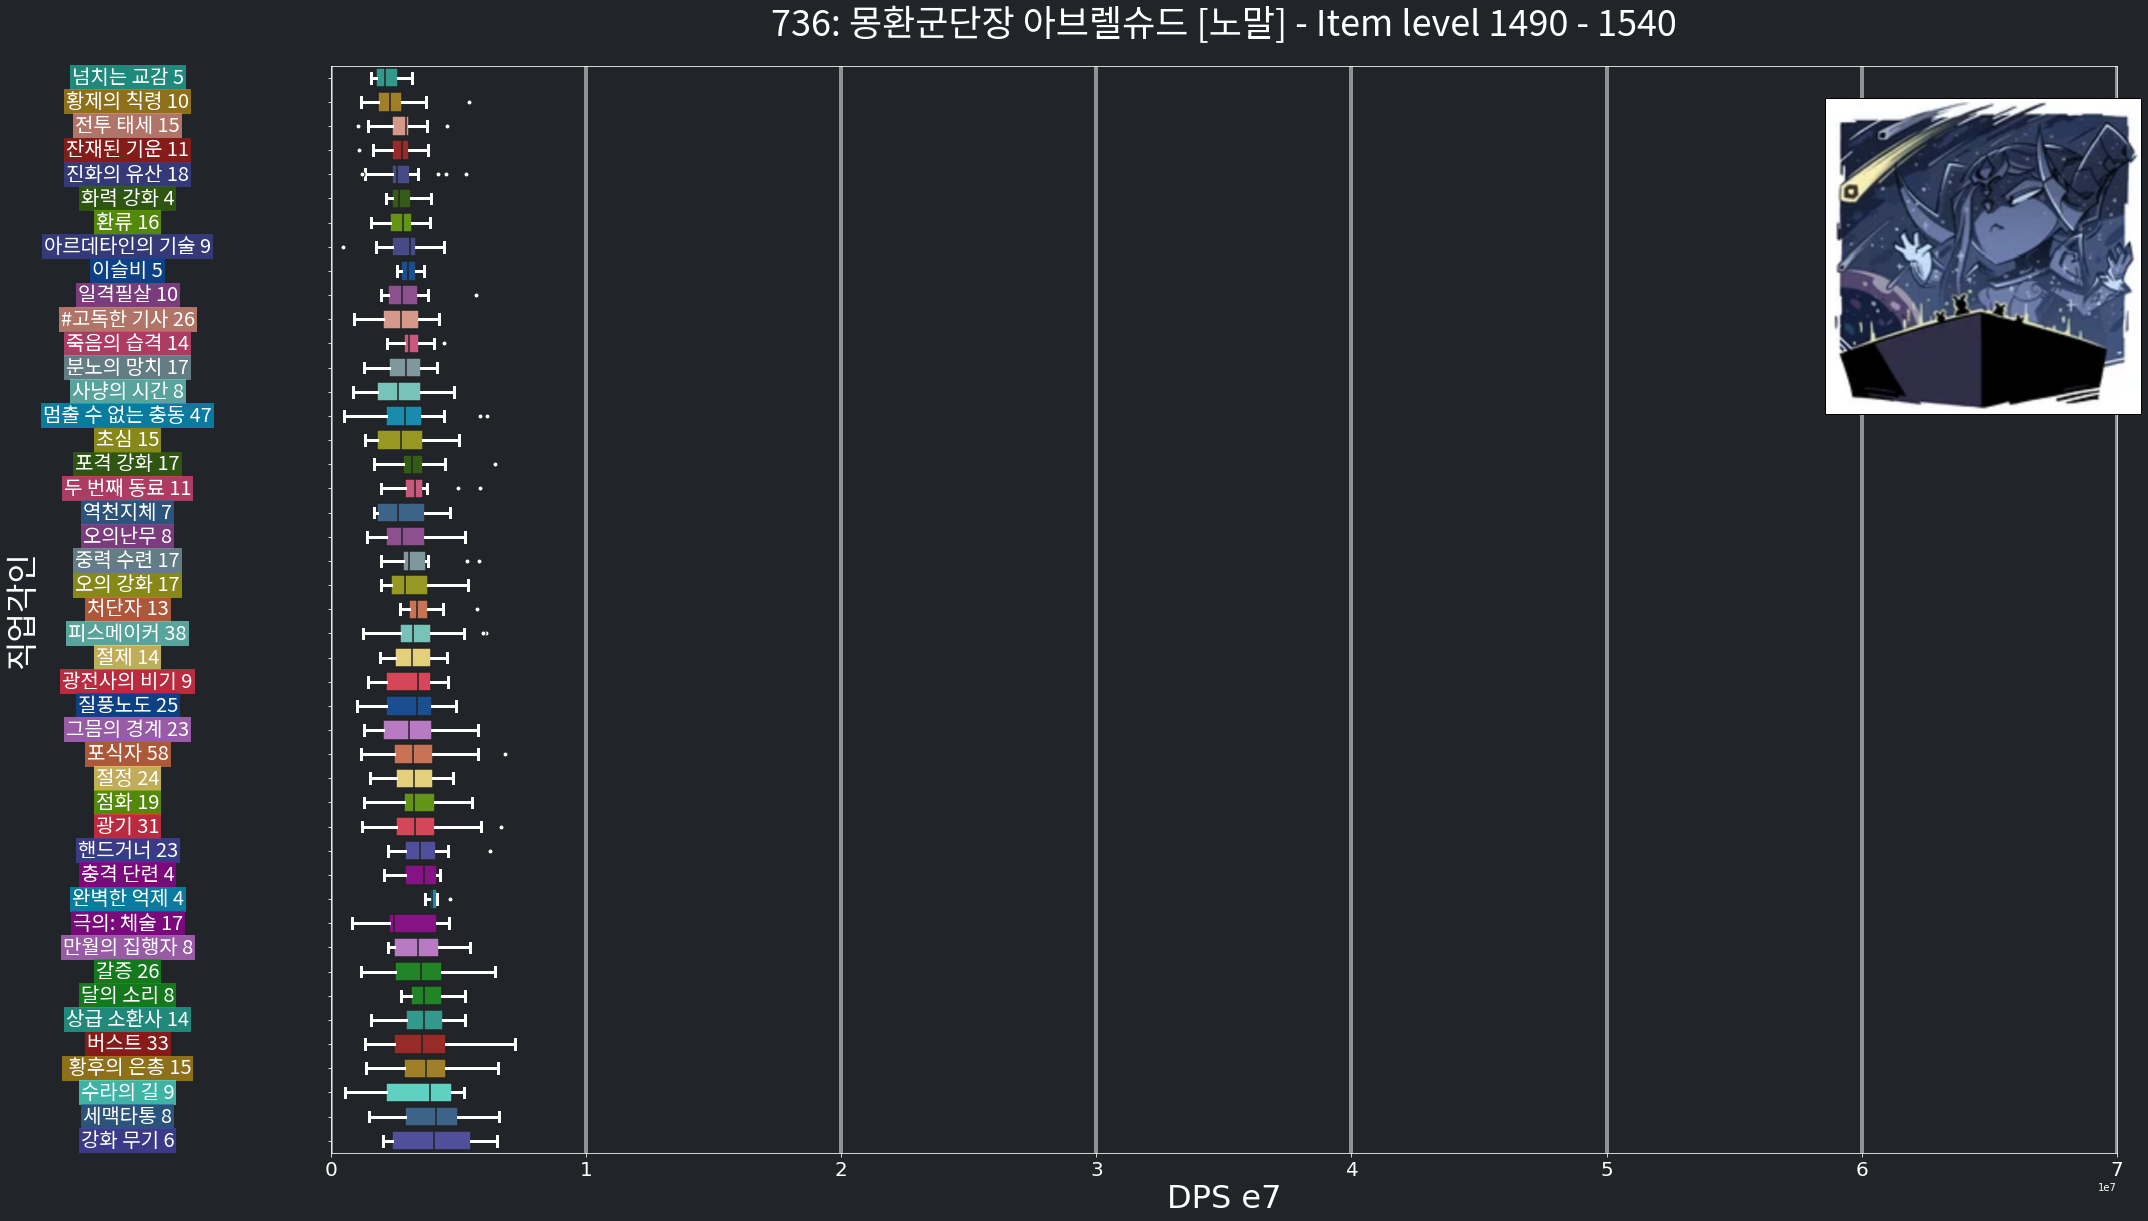 736: 몽환군단장 아브렐슈드 [노말] - Item level 1490 - 1540
직업각인
넘치는 교감 5
황제의 칙령 10
전투 태세 15
잔재된 기운 11
진화의 유산 18
화력 강화 4
환류 16
아르데타인의 기술 9
이슬비 5
일격필살 10
#고독한 기사 26
죽음의 습격 14
분노의 망치 17
사냥의 시간 8
멈출 수 없는 충동 47
초심 15
포격 강화 17
두 번째 동료 11
역천지체 7
오의난무 8
중력 수련 17
오의 강화 17
처단자 13
피스메이커 38
절제 14
광전사의 비기 9
질풍노도 25
그믐의 경계 23
포식자 58
절정 24
점화 19
광기 31
핸드거너 23
충격 단련 4
완벽한 억제 4
극의: 체술 17
만월의 집행자 8
갈증 26
달의 소리 8
상급 소환사 14
버스트 33
황후의 은총 15
수라의 길 9
세맥타통 8
강화 무기 6
0 1 2 3 4 5 6 7
1e7
DPS e7